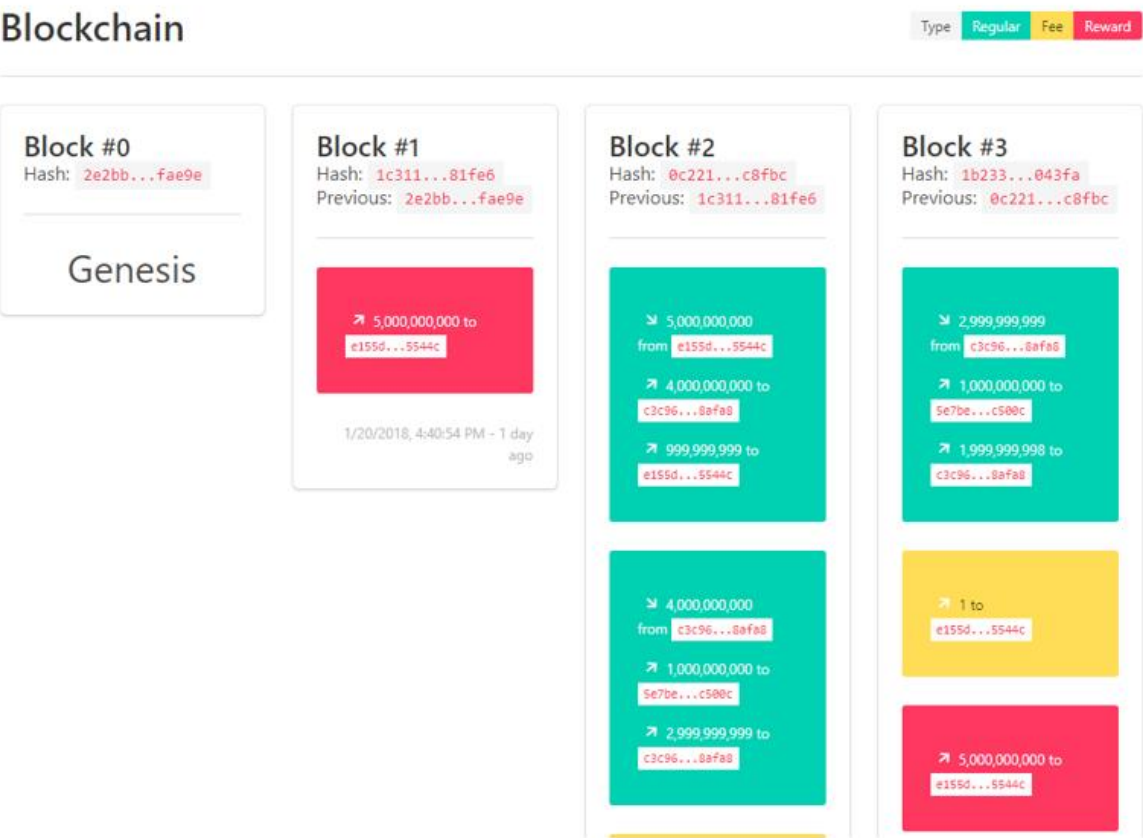 Blockchain
Type Regular Fee Reward
Block #0
Hash: 2e2bb...fae9e
Genesis
Block #1
Hash: 1c311...81fe6
Previous: 2e2bb...fae9e
5,000,000,000 to
e155d...5544c
1/20/2018, 4:40:54 PM - 1 day
ago
Block #2
Hash: 0c221...c8fbc
Previous: 1c311...81fe6
5,000,000,000
from e155d...5544c
4,000,000,000 to
c3c96...8afa8
999,999,999 to
e155d...5544c
4,000,000,000
from c3c96...8afa8
1,000,000,000 to
5e7be...c500c
2,999,999,999 to
c3c96...8afa8
Block #3
Hash: 1b233...043fa
Previous: 0c221...c8fbc
2,999,999,999
from c3c96...8afa8
1,000,000,000 to
5e7be...c500c
1,999,999,998 to
c3c96...8afa8
1 to
e155d...5544c
5,000,000,000 to
e155d...5544c